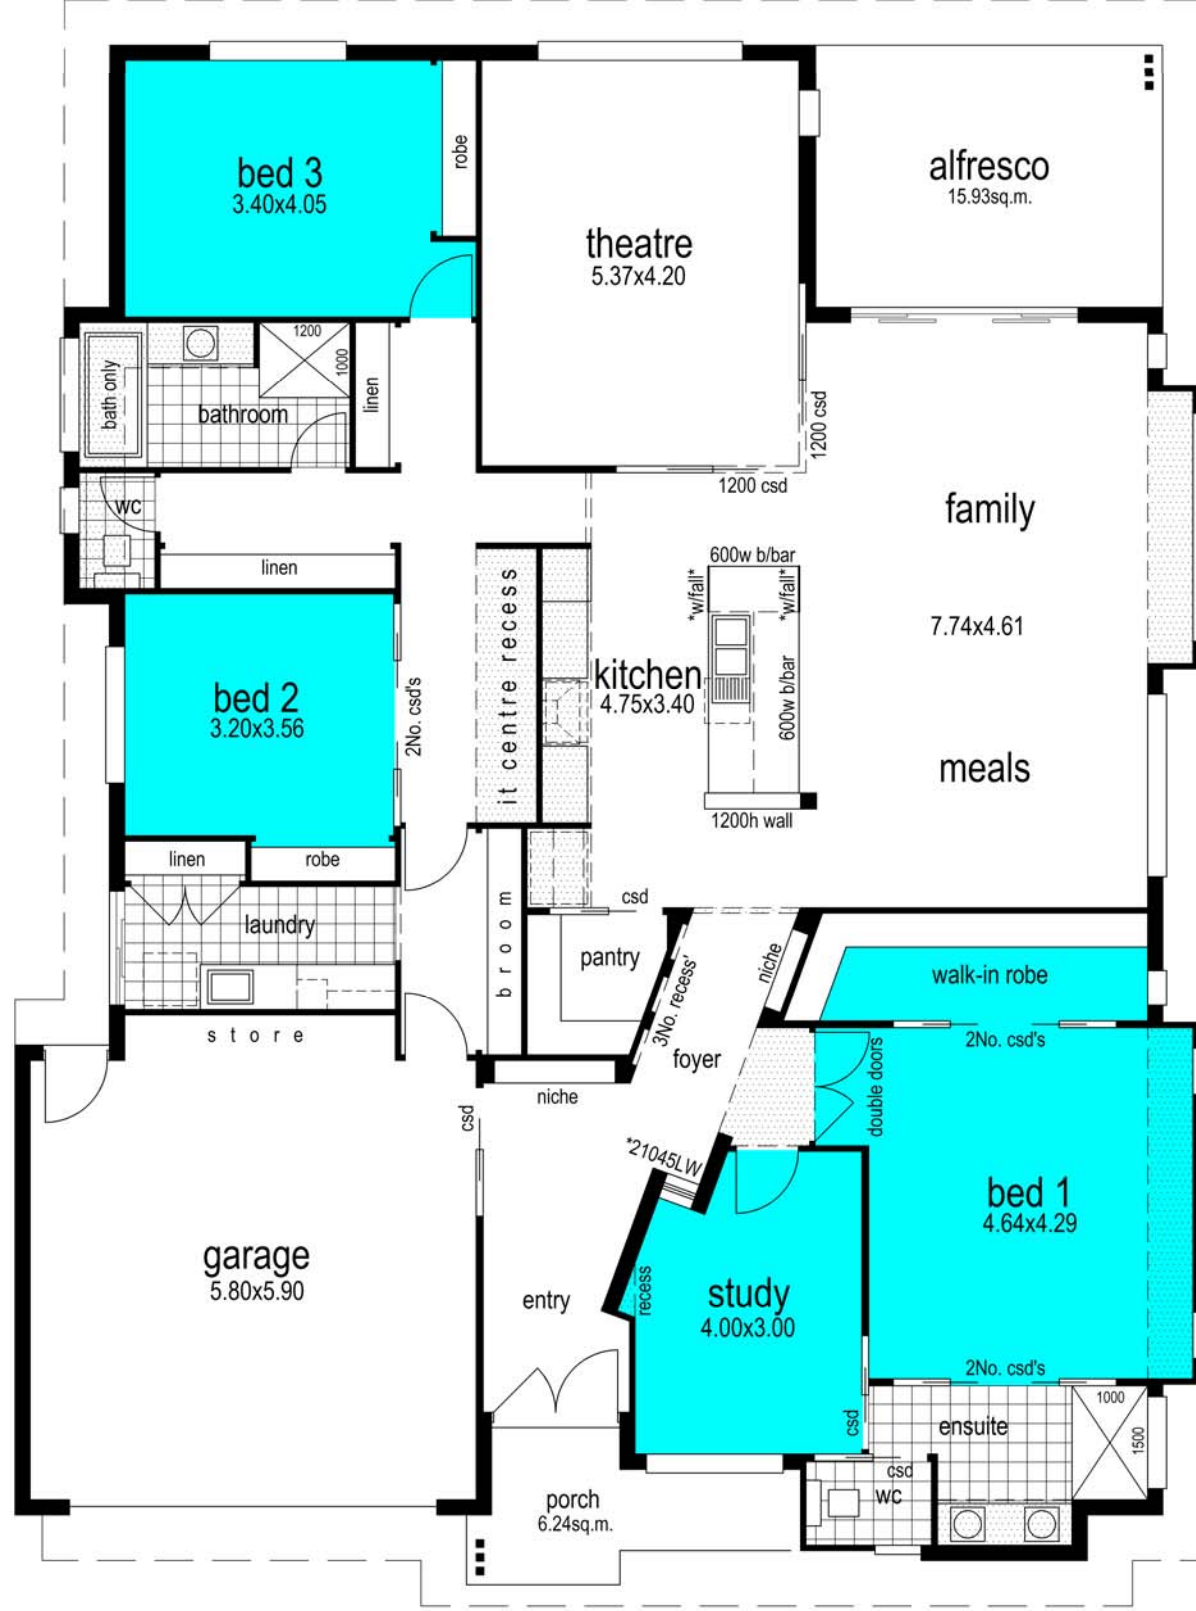 bed 3
3.40x4.05
robe
theatre
5.37x4.20
alfresco
15.93sq.m.
bath only
1200
1000
bathroom
linen
1200 csd
1200 csd
wc
linen
family
7.74x4.61
600w b/bar
*w/fall*
*w/fall*
it centre recess
kitchen
4.75x3.40
600w b/bar
bed 2
3.20x3.56
2No. csd's
meals
1200h wall
linen
robe
laundry
broom
csd
pantry
niche
3No. recess'
walk-in robe
store
2No. csd's
foyer
double doors
niche
csd
*21045LW
bed 1
4.64x4.29
garage
5.80x5.90
entry
recess
study
4.00x3.00
2No. csd's
csd
ensuite
1000
1500
csd
wc
porch
6.24sq.m.